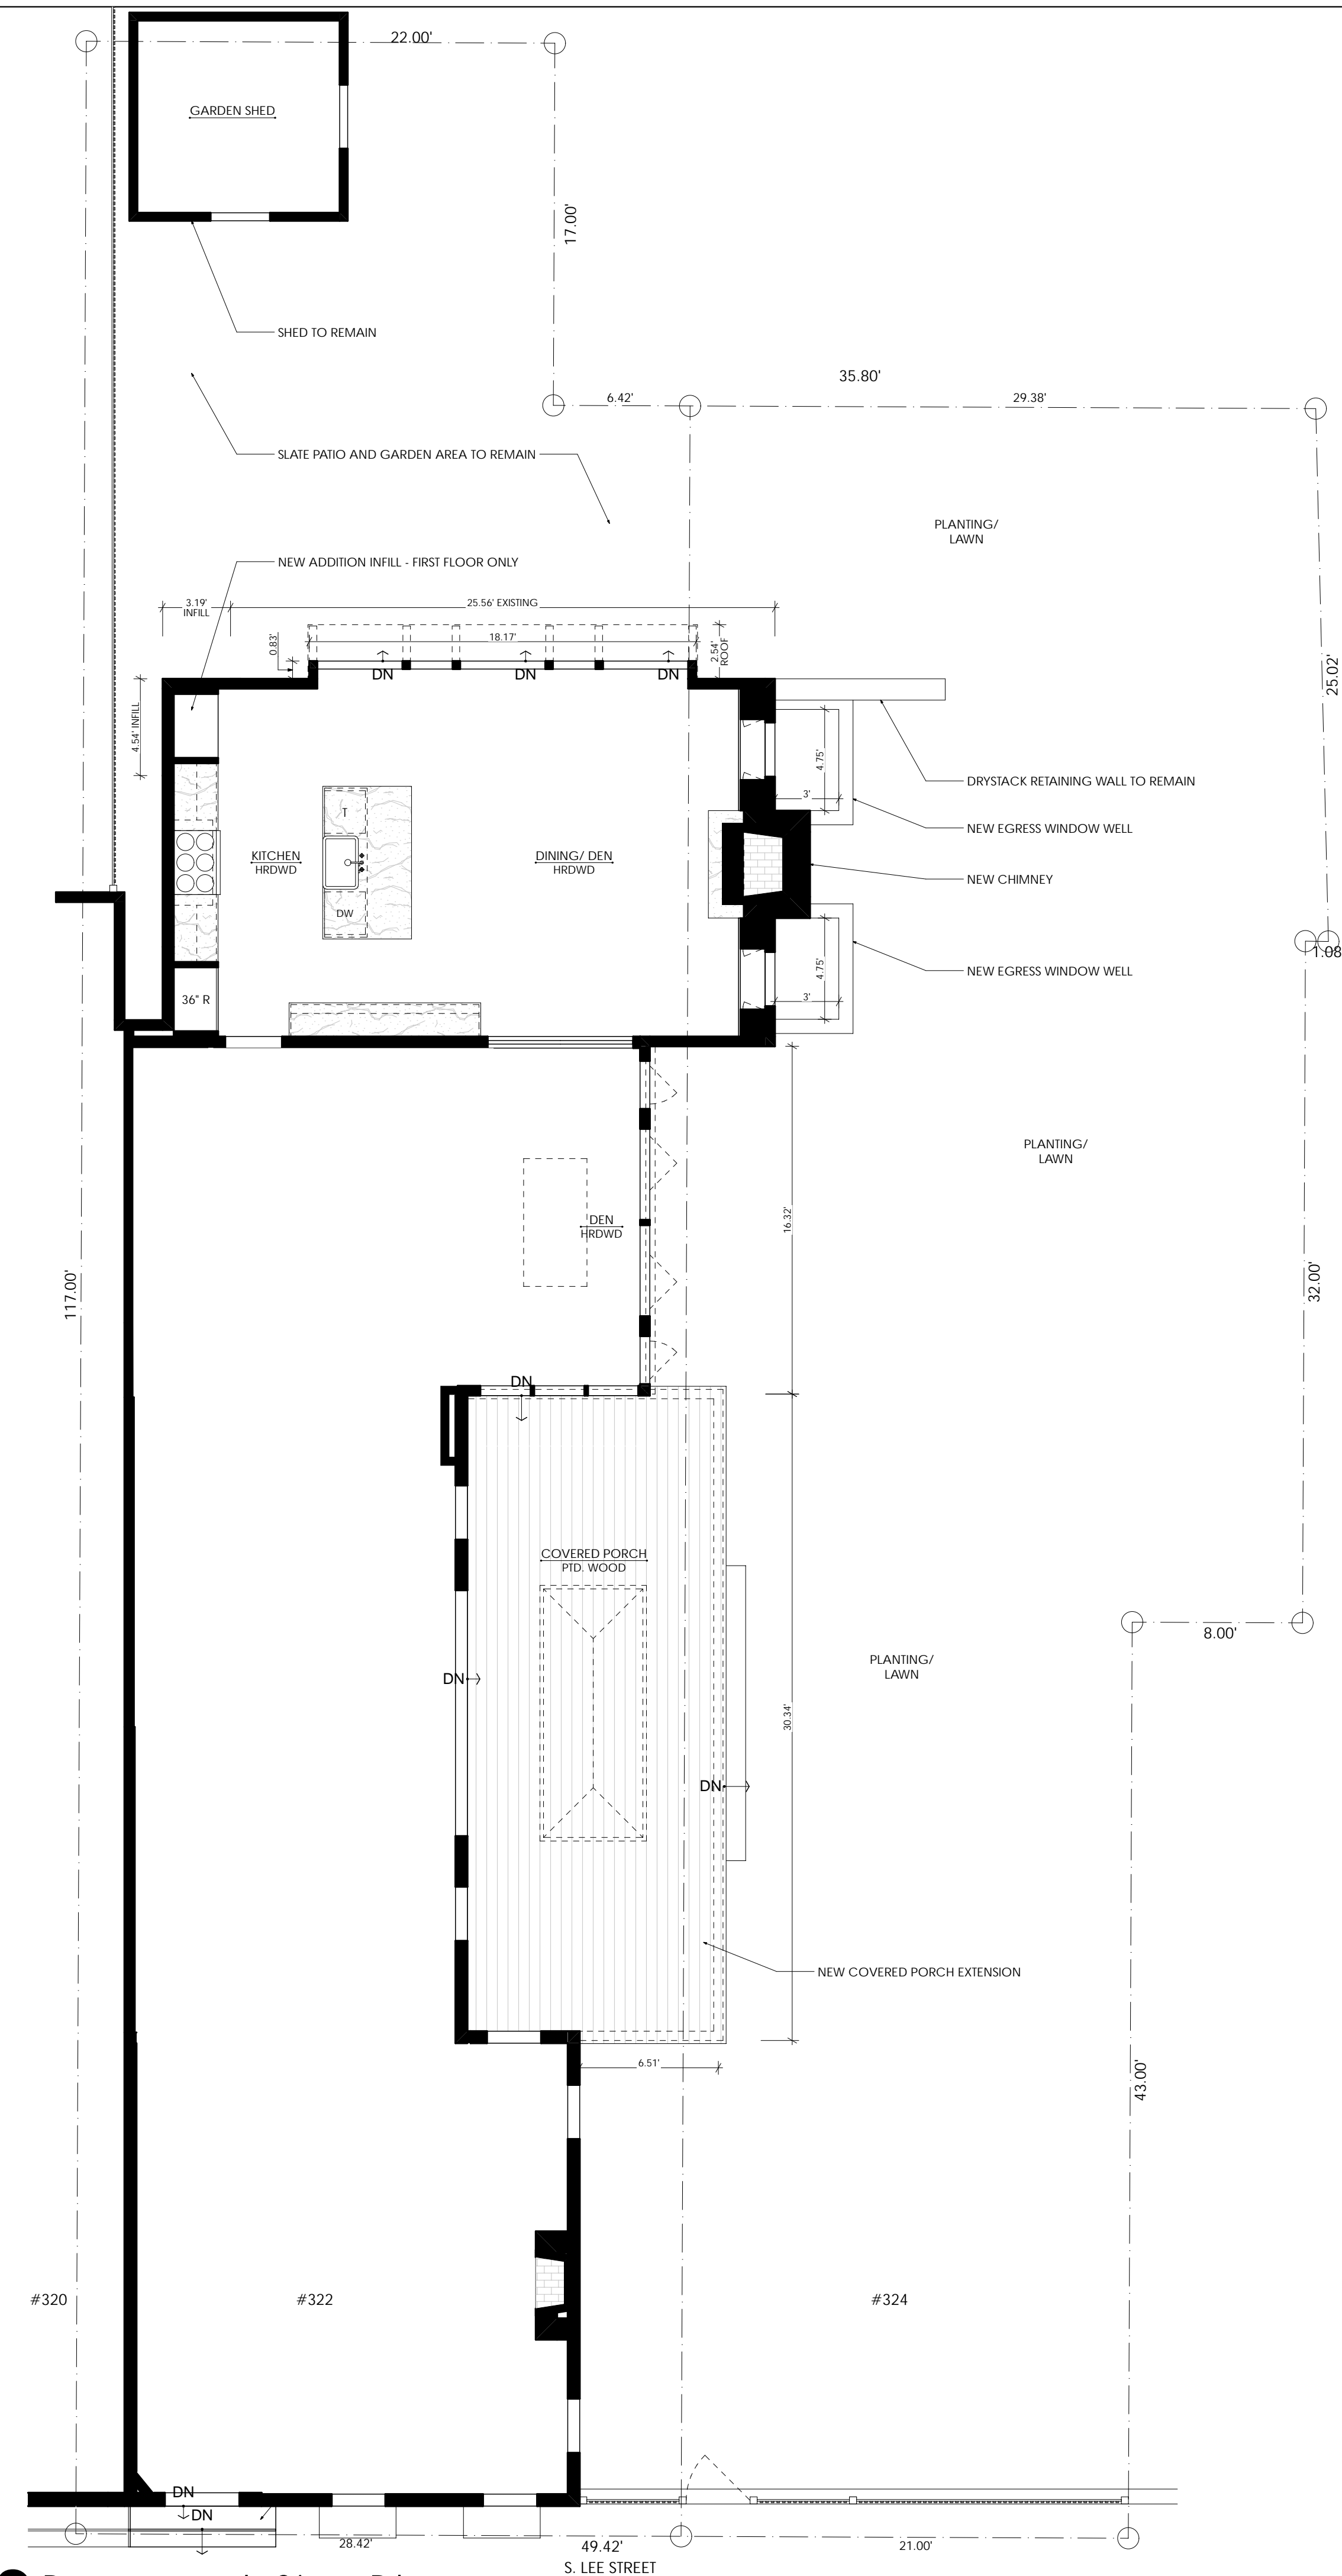 22.00'
GARDEN SHED
17.00'
SHED TO REMAIN
35.80'
6.42'
29.38'
SLATE PATIO AND GARDEN AREA TO REMAIN
PLANTING/
LAWN
NEW ADDITION INFILL - FIRST FLOOR ONLY
3.19'
INFILL
25.56' EXISTING
0.83'
18.17'
2.54'
ROOF
25.02'
DN
DN
DN
4.54' INFILL
4.75'
3'
DRYSTACK RETAINING WALL TO REMAIN
NEW EGRESS WINDOW WELL
T
KITCHEN
HRDWD
DINING/ DEN
HRDWD
NEW CHIMNEY
DW
1.08
4.75'
NEW EGRESS WINDOW WELL
3'
36" R
PLANTING/
LAWN
16.32'
DEN
HRDWD
117.00'
32.00'
DN
COVERED PORCH
PTD. WOOD
8.00'
PLANTING/
LAWN
DN
30.34'
DN
NEW COVERED PORCH EXTENSION
6.51'
43.00'
#320
#322
#324
DN
DN
28.42'
49.42'
21.00'
S. LEE STREET